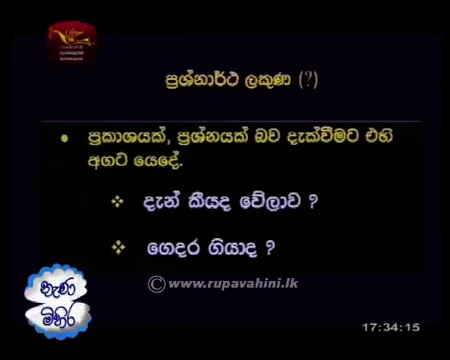 ප්‍රශ්නාර්ථ ලකුණ (?)
• ප්‍රකාශයක්, ප්‍රශ්නයක් බව දැක්වීමට එහි
අගට යෙදේ.
❖ දැන් කීයද වේලාව ?
❖ ගෙදර ගියාද ?
© www.rupavahini.lk
නැණ
මිහිර
17:34:15